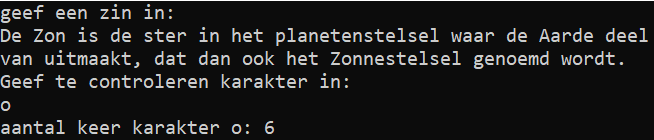 geef een zin in:
De Zon is de ster in het planetenstelsel waar de Aarde deel
van uitmaakt, dat dan ook het Zonnestelsel genoemd wordt.
Geef te controleren karakter in:
o
aantal keer karakter o: 6